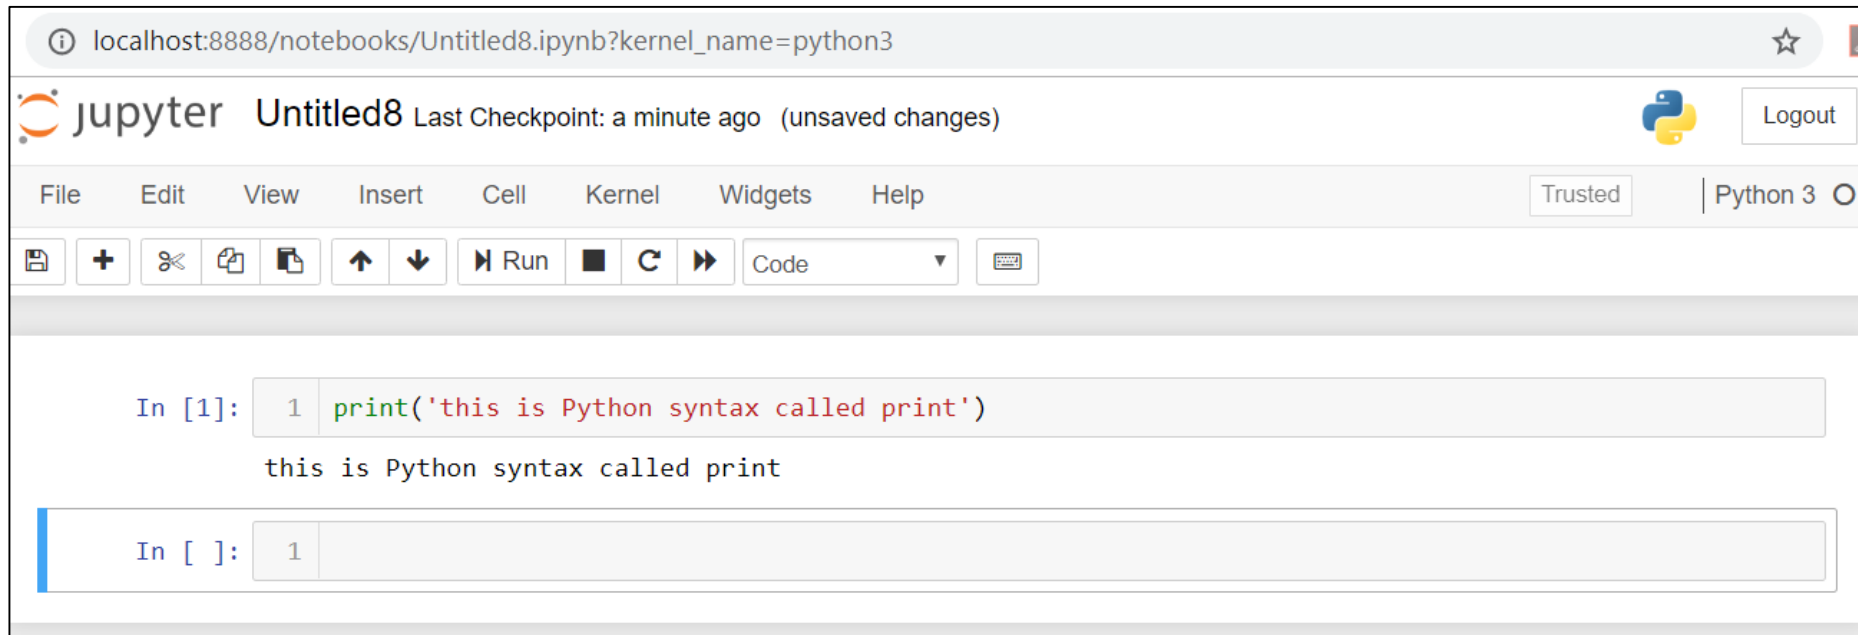 localhost:8888/notebooks/Untitled8.ipynb?kernel_name=python3
jupyter Untitled8 Last Checkpoint: a minute ago (unsaved changes) Logout
File Edit View Insert Cell Kernel Widgets Help Trusted Python 3
Run Code
In [1]: 1 print('this is Python syntax called print')
this is Python syntax called print
In [ ]: 1